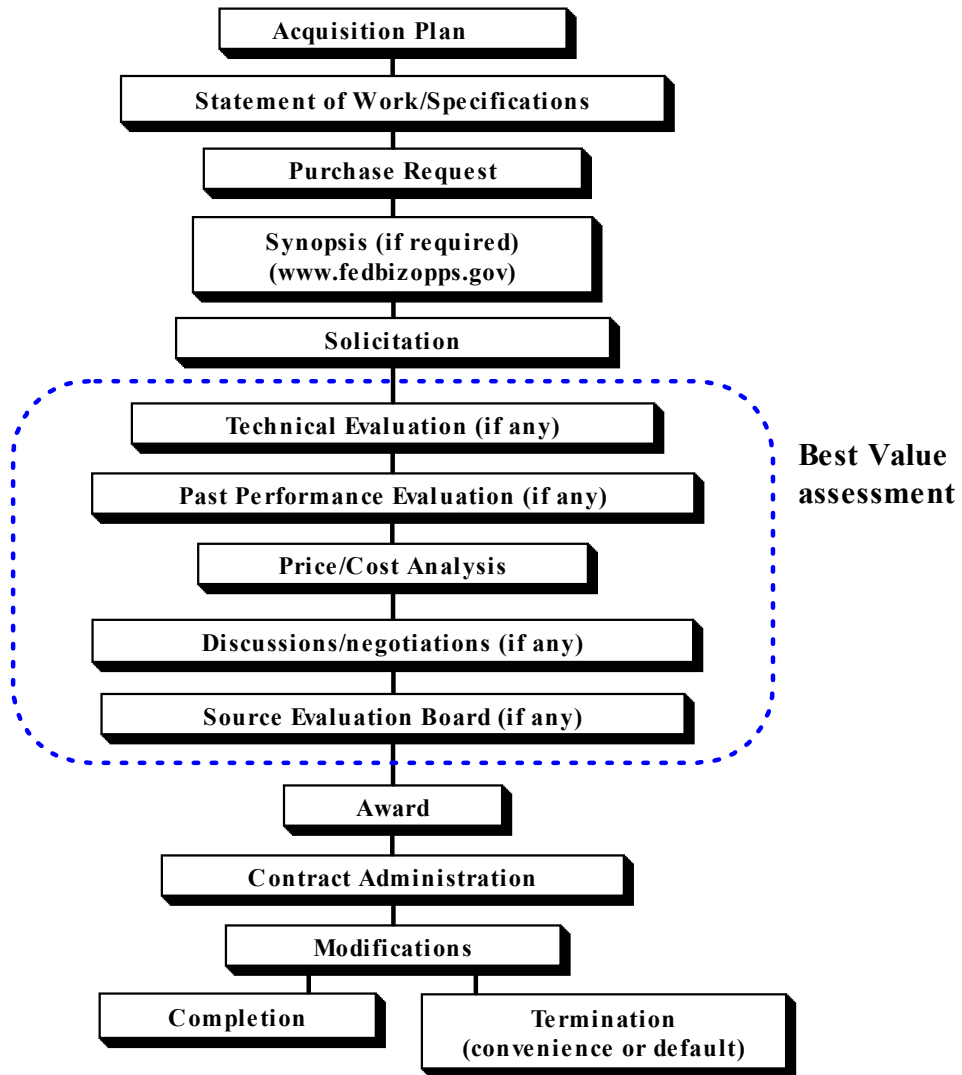 Acquisition Plan
Statement of Work/Specifications
Purchase Request
Synopsis (if required)
(www.fedbizopps.gov)
Solicitation
Technical Evaluation (if any)
Past Performance Evaluation (if any)
Price/Cost Analysis
Discussions/negotiations (if any)
Source Evaluation Board (if any)
Best Value
assessment
Award
Contract Administration
Modifications
Completion
Termination
(convenience or default)